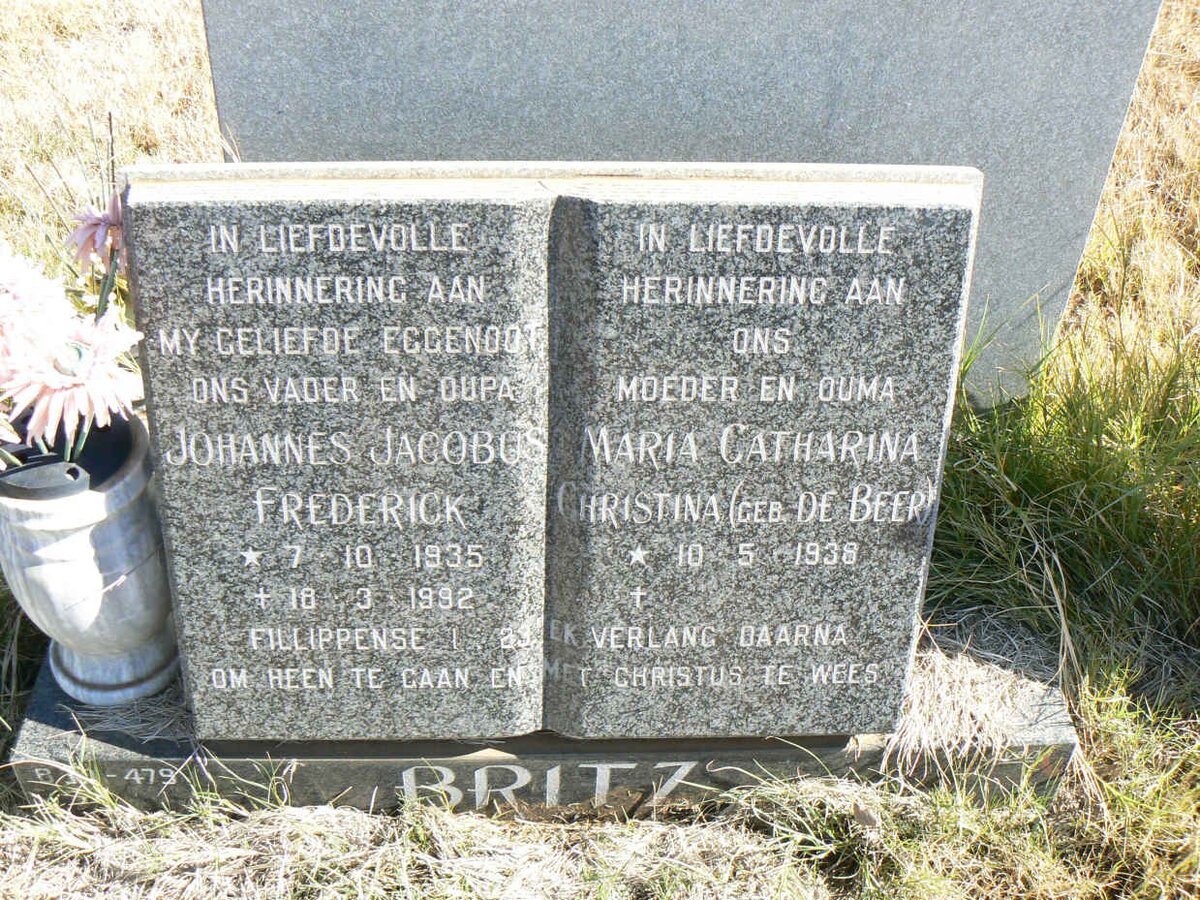 IN LIEFDEVOLLE
HERINNERING AAN
MY GELIEFDE EGGENOOT
ONS VADER EN OUPA
JOHANNES JACOBUS
FREDERICK
★ 7 10 1935
+ 18 3 1992
IN LIEFDEVOLLE
HERINNERING AAN
ONS
MOEDER EN OUMA
MARIA CATHARINA
CHRISTINA (GEB DE BEER)
★ 10 5 1938
+
FILLIPPENSE 1 23 EK VERLANG DAARNA
OM HEEN TE GAAN EN MET CHRISTUS TE WEES
BRITZ
479